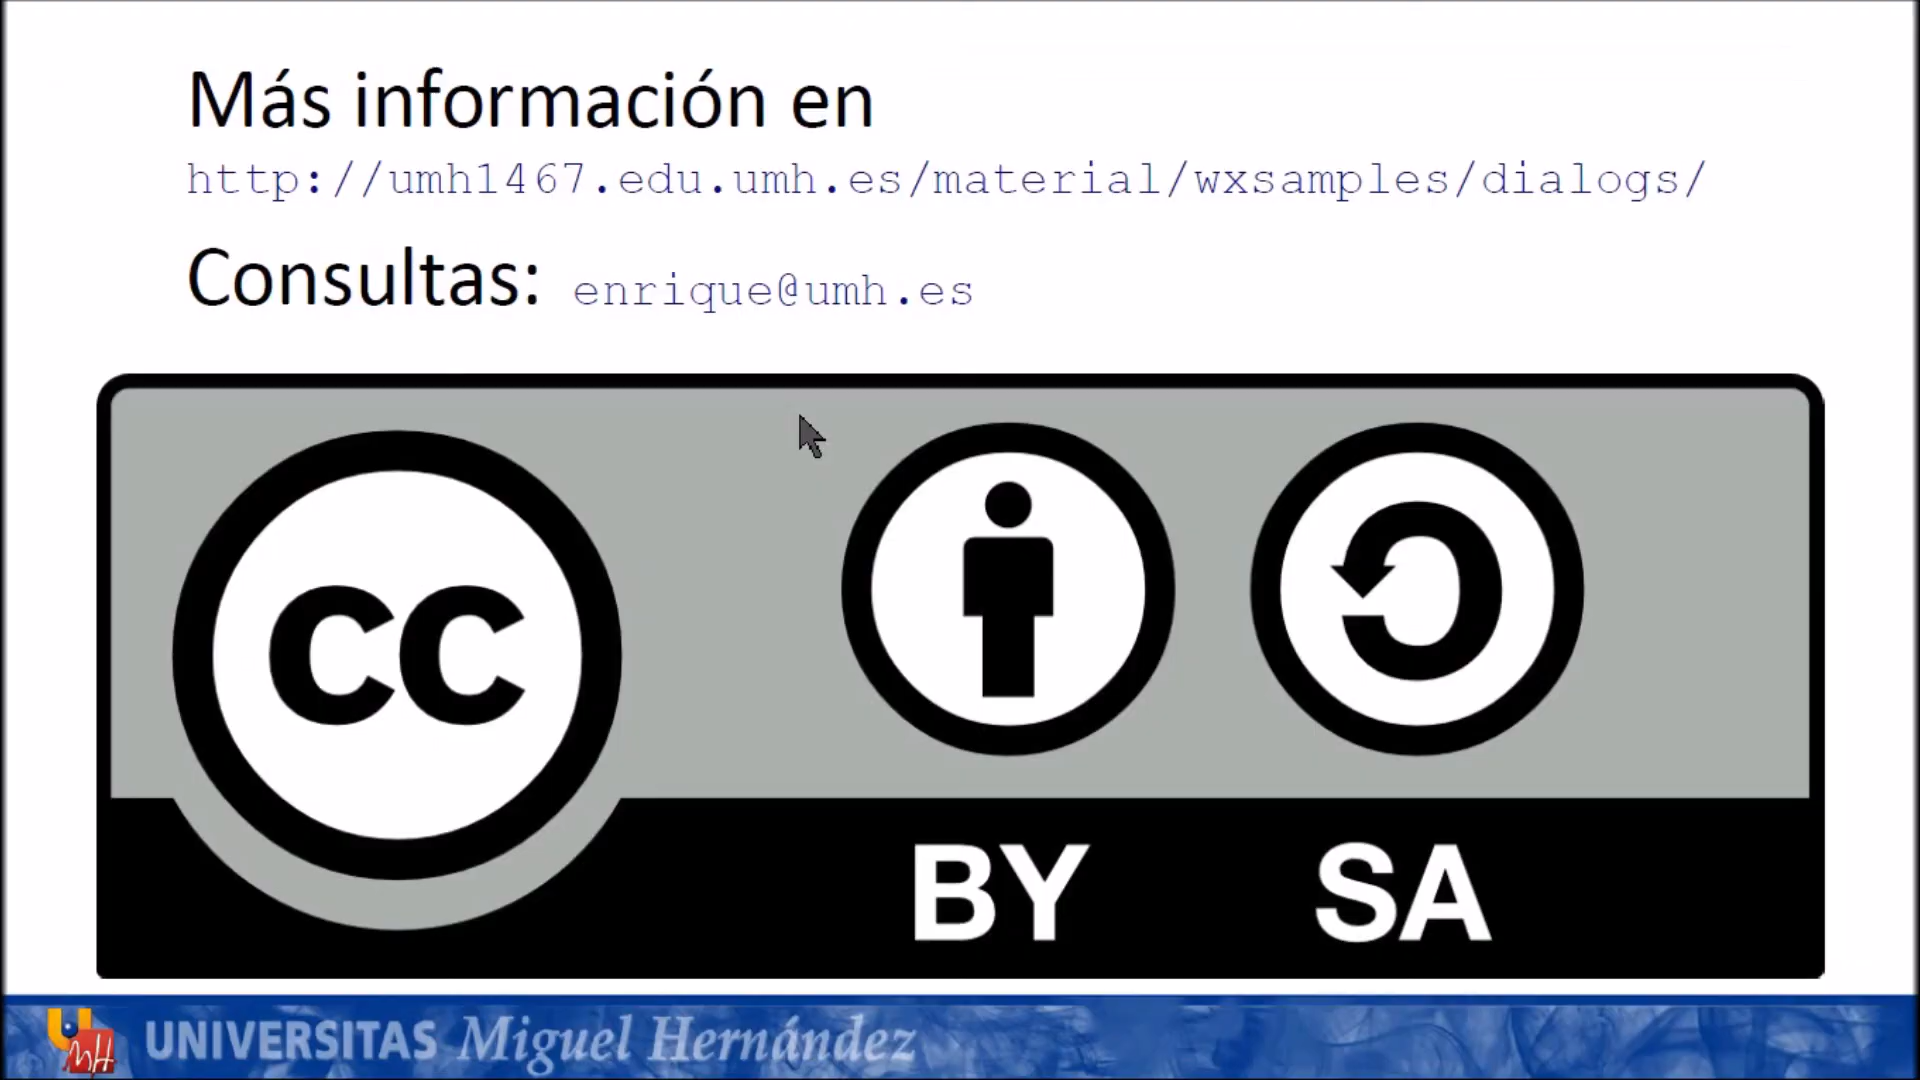 Más información en
http://umh1467.edu.umh.es/material/wxsamples/dialogs/
Consultas: enrique@umh.es
cc
BY SA
UMH UNIVERSITAS Miguel Hernández